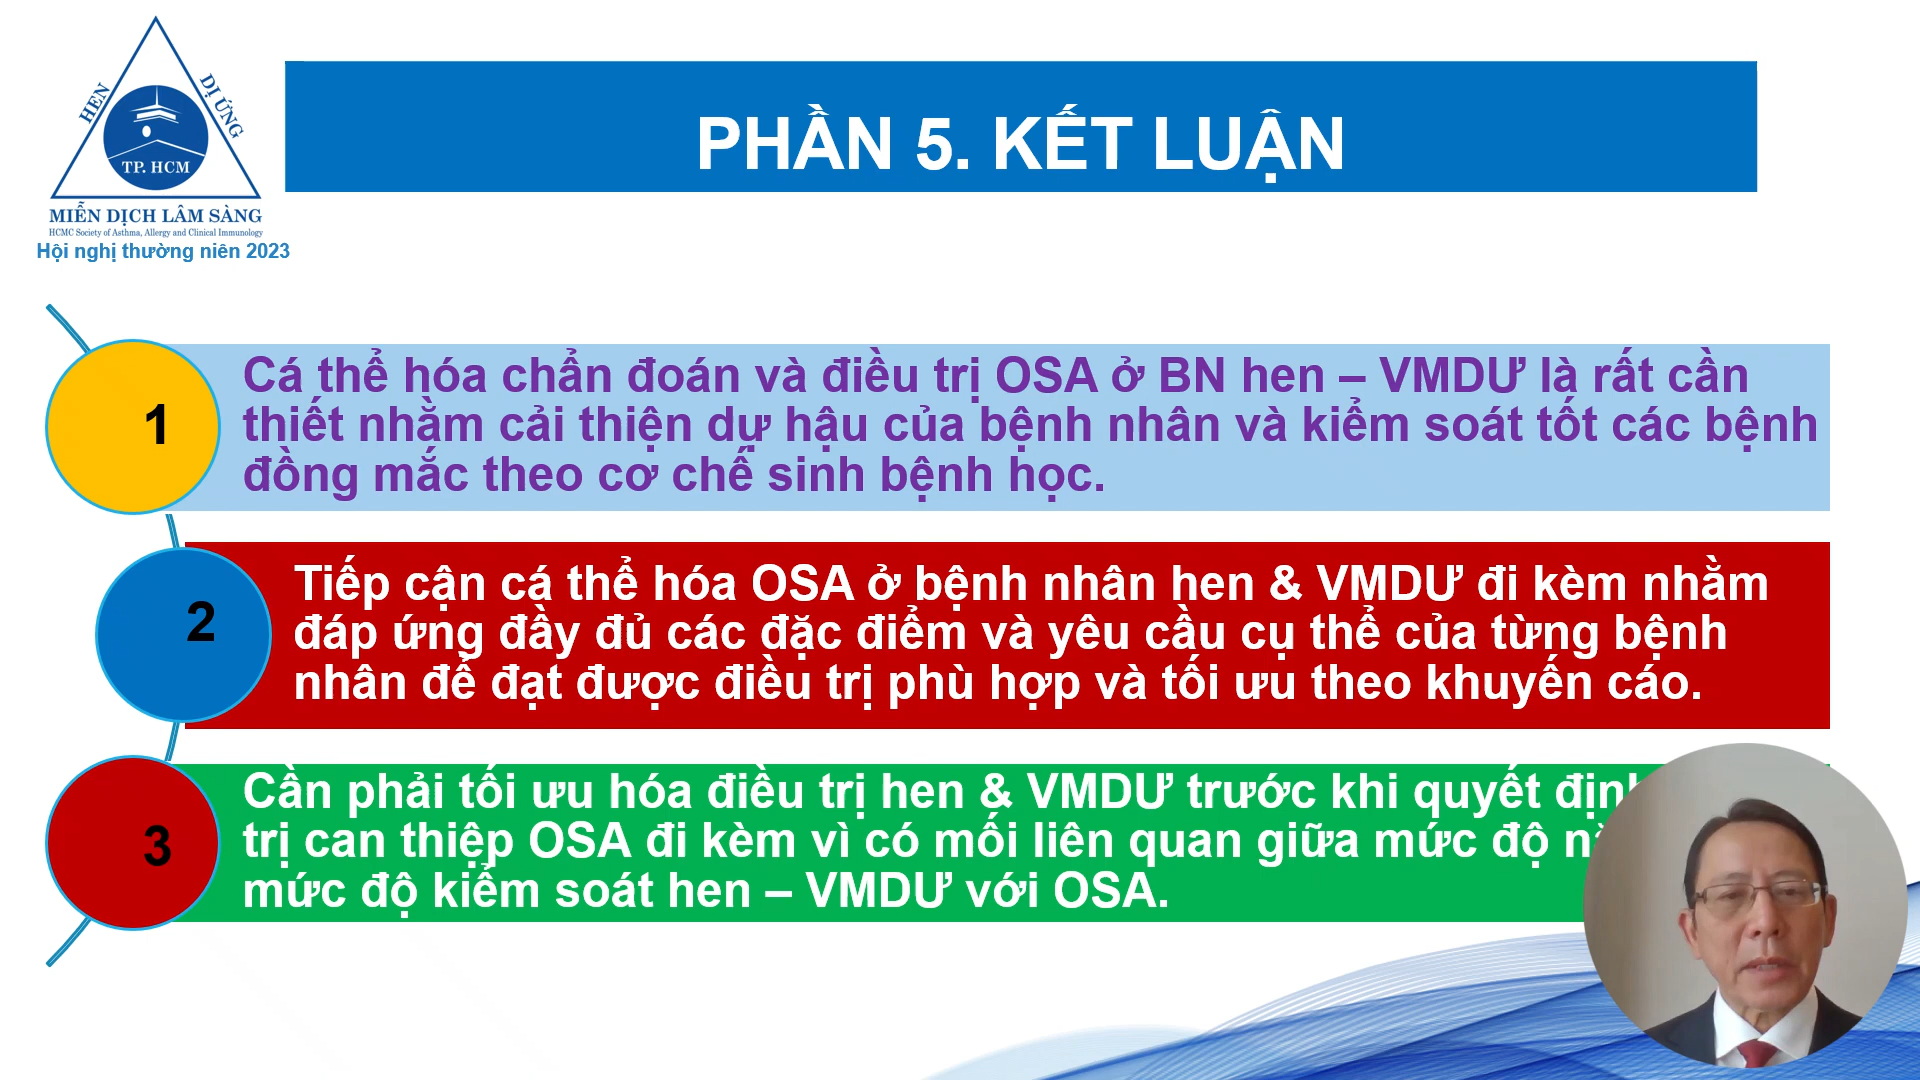 HEN
DỊ ỨNG
TP. HCM
MIỄN DỊCH LÂM SÀNG
HCMC Society of Asthma, Allergy and Clinical Immunology
Hội nghị thường niên 2023
PHẦN 5. KẾT LUẬN
1
Cá thể hóa chẩn đoán và điều trị OSA ở BN hen – VMDƯ là rất cần
thiết nhằm cải thiện dự hậu của bệnh nhân và kiểm soát tốt các bệnh
đồng mắc theo cơ chế sinh bệnh học.
2
Tiếp cận cá thể hóa OSA ở bệnh nhân hen & VMDƯ đi kèm nhằm
đáp ứng đầy đủ các đặc điểm và yêu cầu cụ thể của từng bệnh
nhân để đạt được điều trị phù hợp và tối ưu theo khuyến cáo.
3
Cần phải tối ưu hóa điều trị hen & VMDƯ trước khi quyết định
trị can thiệp OSA đi kèm vì có mối liên quan giữa mức độ
mức độ kiểm soát hen – VMDƯ với OSA.